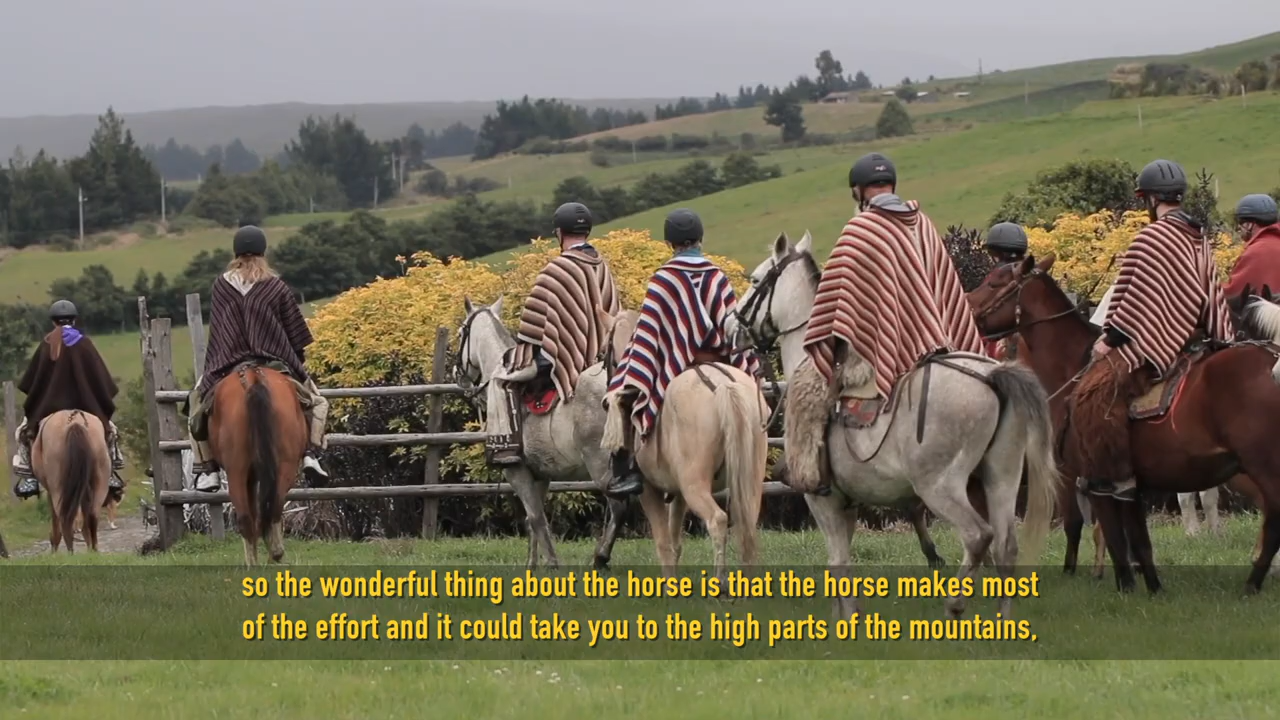 so the wonderful thing about the horse is that the horse makes most
of the effort and it could take you to the high parts of the mountains,